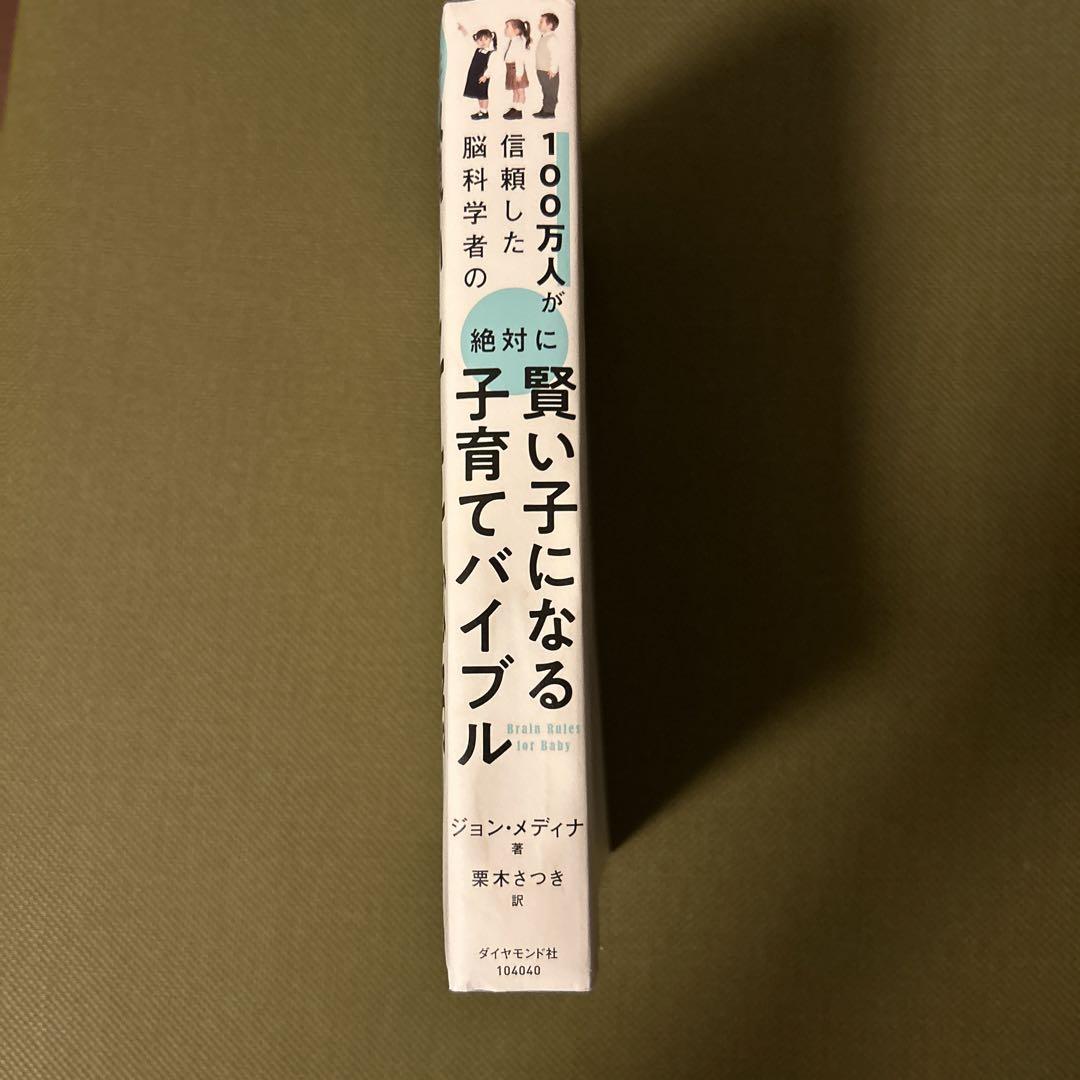 100万人が
信頼した
脳科学者の
絶対に
賢い子になる
子育てバイブル
Brain Rules
for Baby
ジョン・メディナ
著
栗木さつき
訳
ダイヤモンド社
104040